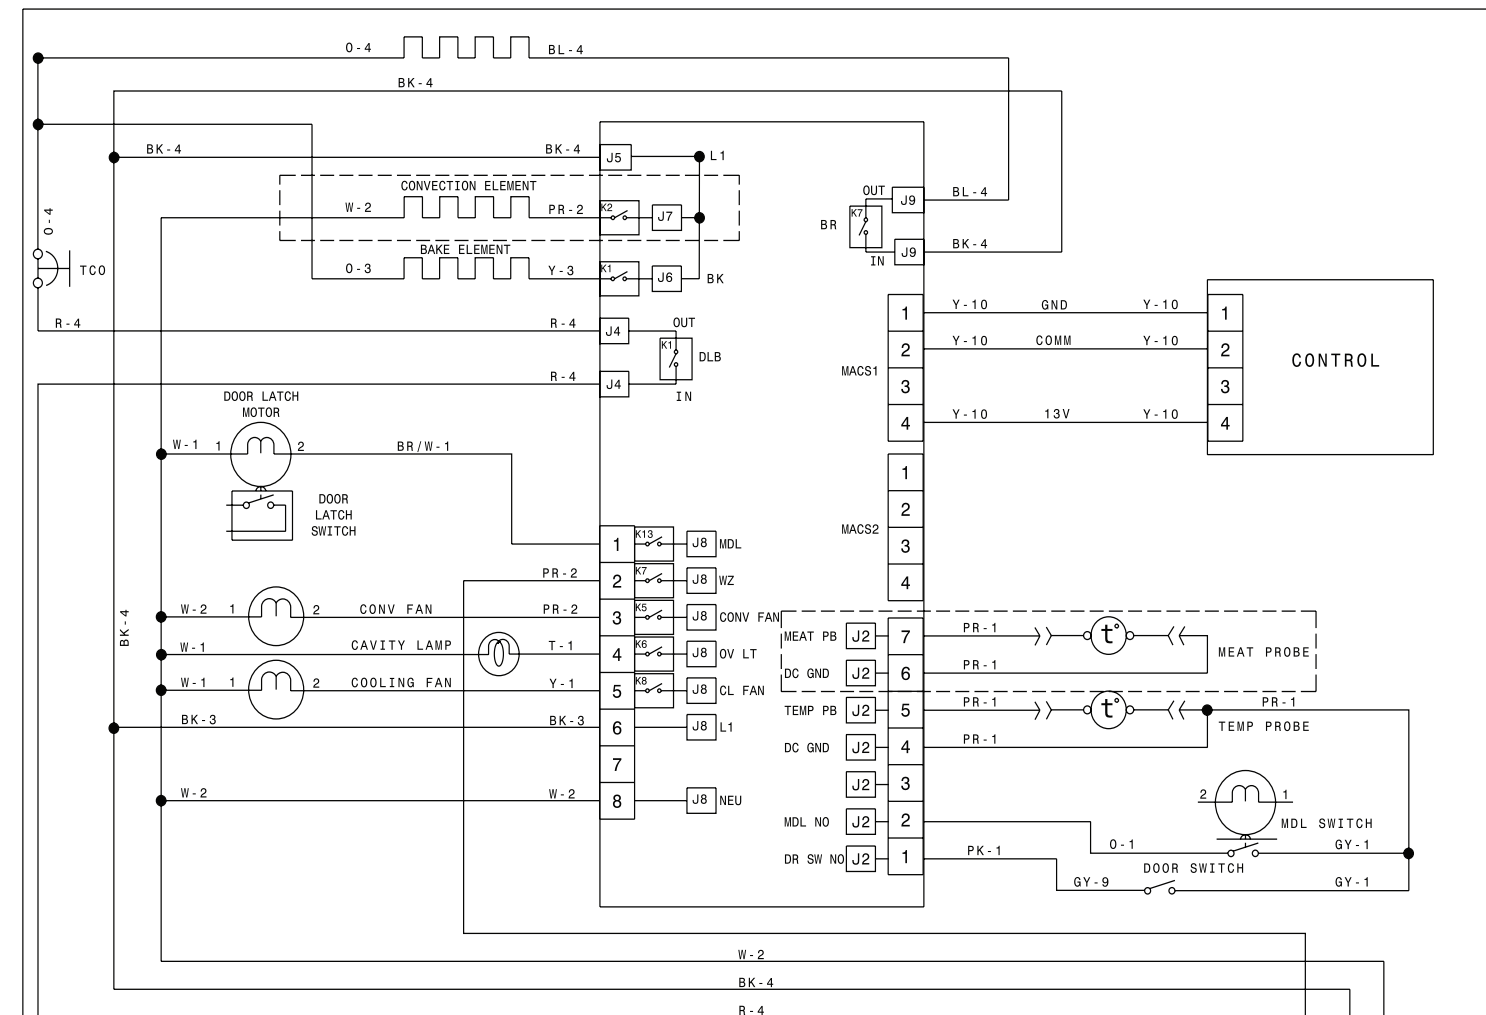 O-4 BL-4
BK-4
BK-4 BK-4 J5 L1
CONVECTION ELEMENT
W-2 PR-2 K2 J7
OUT J9 BL-4
K7
BR
IN J9 BK-4
O-4
BAKE ELEMENT
O-3 Y-3 K1 J6 BK
TCO
R-4 R-4 J4 OUT
K1 DLB
R-4 J4 IN
1 Y-10 GND Y-10 1
2 Y-10 COMM Y-10 2
MACS1
3 3
4 Y-10 13V Y-10 4
CONTROL
DOOR LATCH
MOTOR
W-1 1 2 BR/W-1
DOOR
LATCH
SWITCH
1
2
MACS2
3
4
1 K13 J8 MDL
PR-2 2 K7 J8 WZ
W-2 1 2 CONV FAN PR-2 3 K5 J8 CONV FAN
BK-4
W-1 CAVITY LAMP T-1 4 K6 J8 OV LT
W-1 1 2 COOLING FAN Y-1 5 K8 J8 CL FAN
BK-3 BK-3 6 J8 L1
7
W-2 W-2 8 J8 NEU
MEAT PB J2 7 PR-1 t°
MEAT PROBE
DC GND J2 6 PR-1
TEMP PB J2 5 PR-1 t° PR-1
TEMP PROBE
DC GND J2 4 PR-1
J2 3
2 1
MDL NO J2 2
MDL SWITCH
O-1 GY-1
DR SW NO J2 1 PK-1
DOOR SWITCH
GY-9 GY-1
W-2
BK-4
R-4